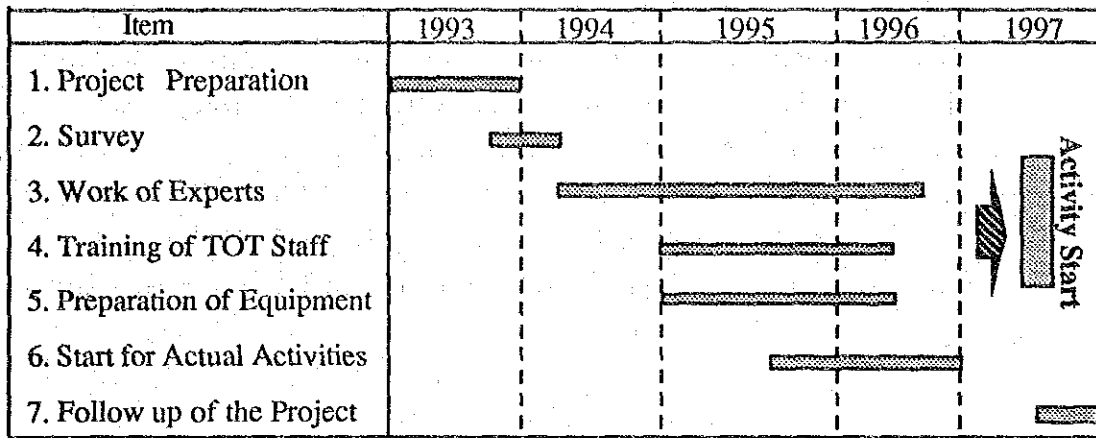 Item 1993 1994 1995 1996 1997
1. Project Preparation
2. Survey
3. Work of Experts
4. Training of TOT Staff
5. Preparation of Equipment
6. Start for Actual Activities
7. Follow up of the Project
Activity Start